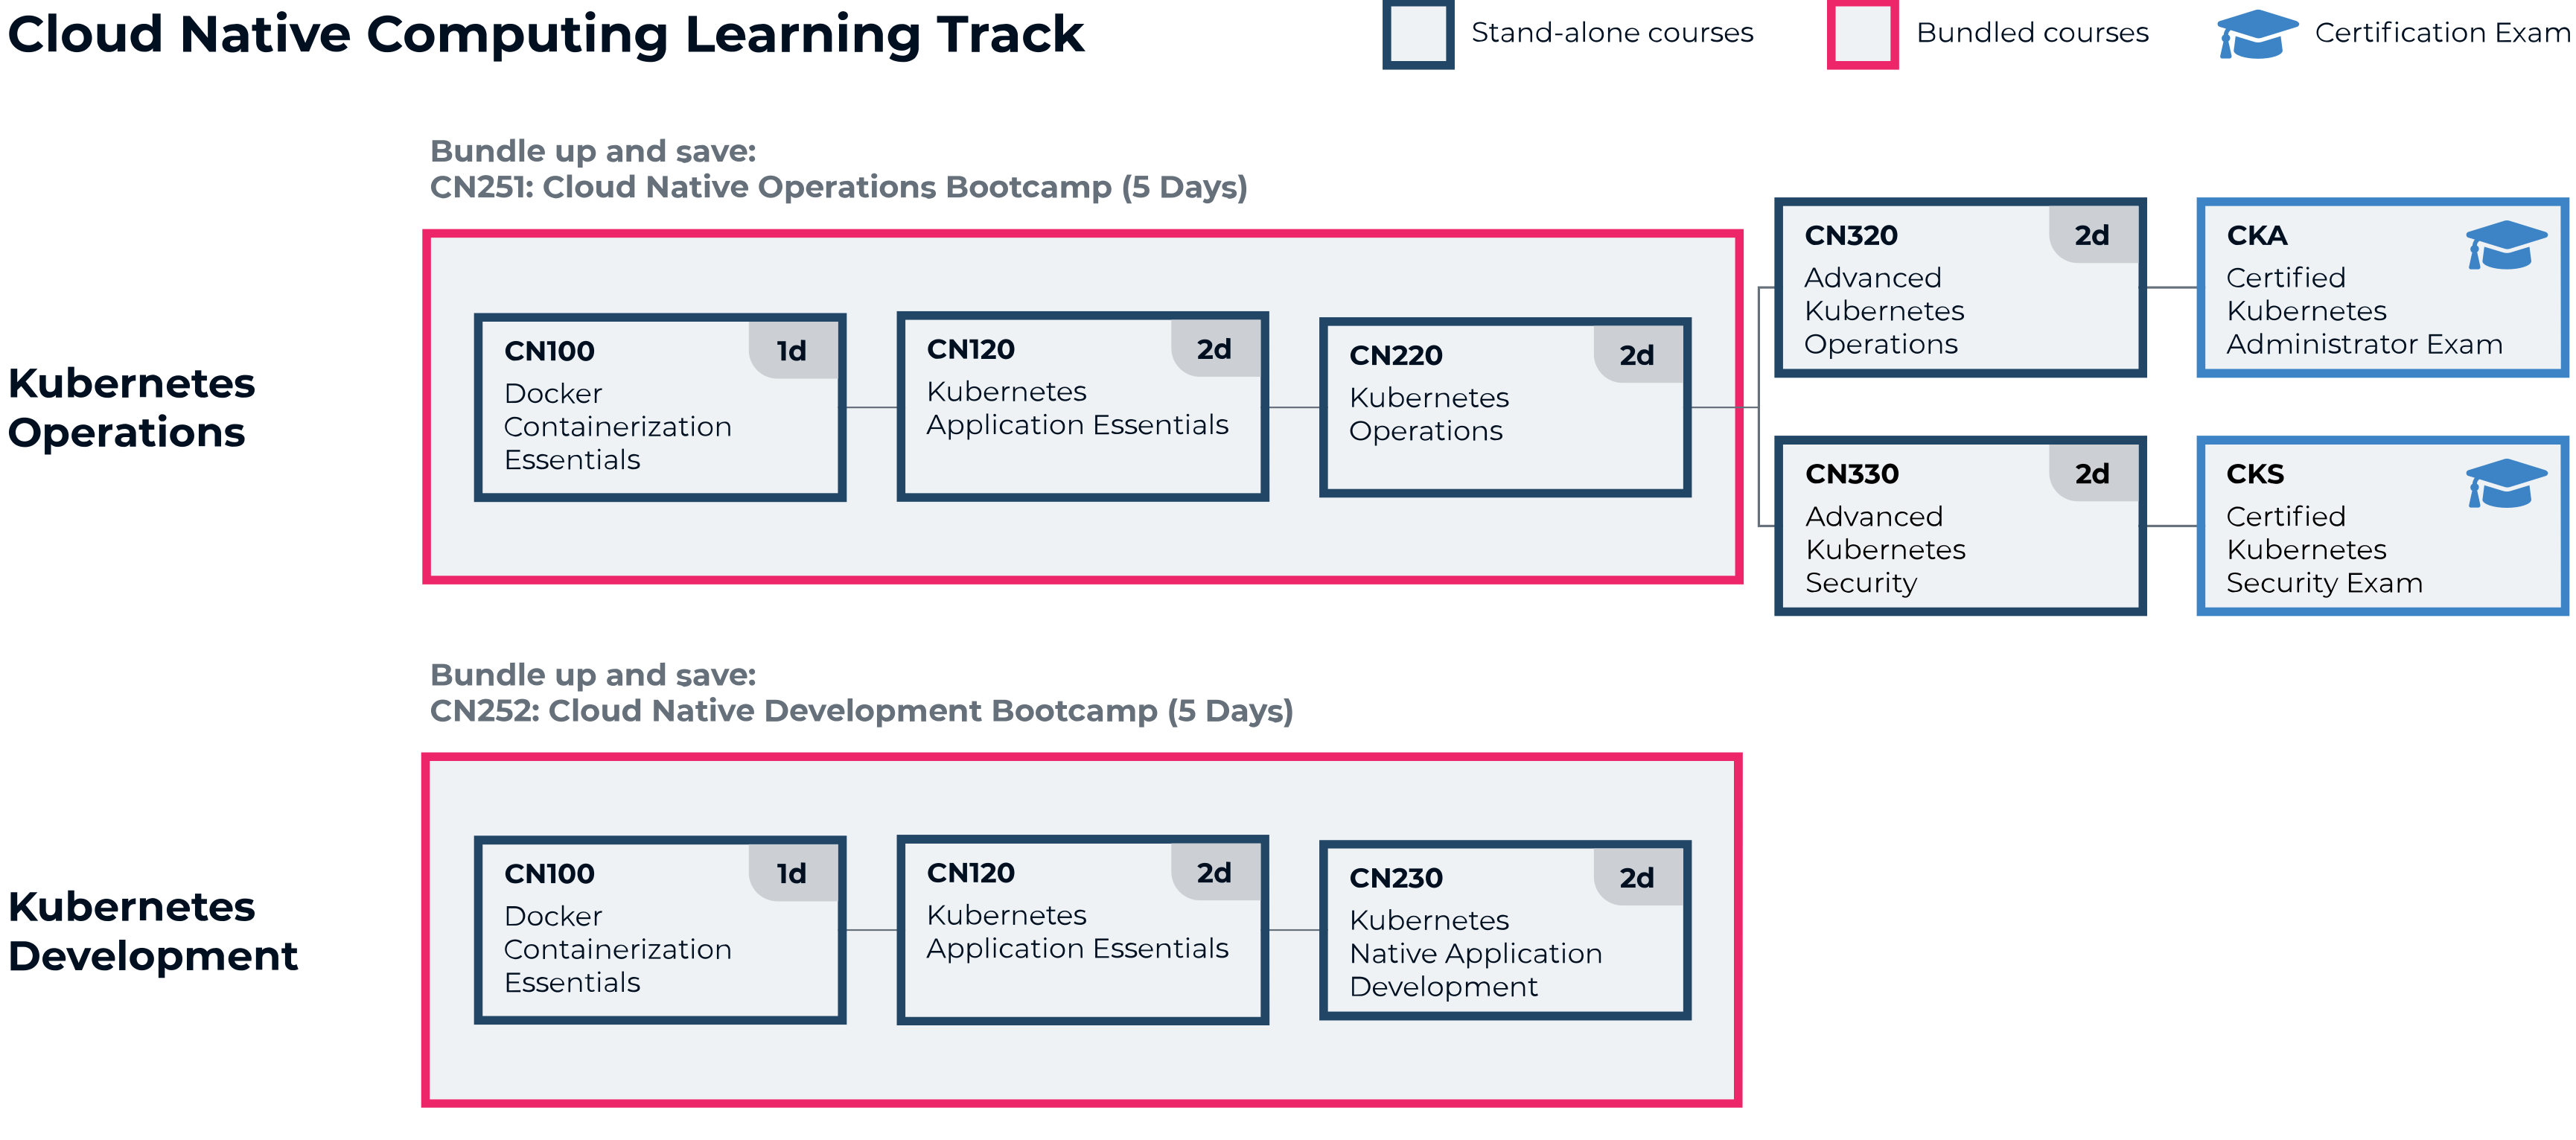 Cloud Native Computing Learning Track
Stand-alone courses
Bundled courses
Certification Exam
Bundle up and save:
CN251: Cloud Native Operations Bootcamp (5 Days)
Kubernetes
Operations
CN100
1d
Docker
Containerization
Essentials
CN120
2d
Kubernetes
Application Essentials
CN220
2d
Kubernetes
Operations
CN320
2d
Advanced
Kubernetes
Operations
CKA
Certified
Kubernetes
Administrator Exam
CN330
2d
Advanced
Kubernetes
Security
CKS
Certified
Kubernetes
Security Exam
Bundle up and save:
CN252: Cloud Native Development Bootcamp (5 Days)
Kubernetes
Development
CN100
1d
Docker
Containerization
Essentials
CN120
2d
Kubernetes
Application Essentials
CN230
2d
Kubernetes
Native Application
Development